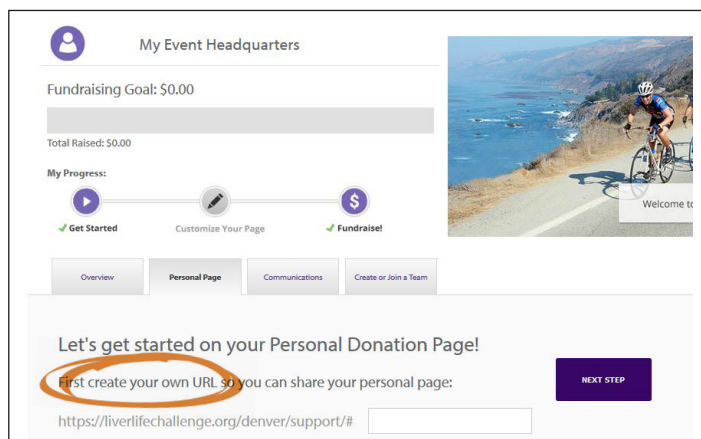 My Event Headquarters
Fundraising Goal: $0.00
Total Raised: $0.00
My Progress:
$
Get Started
Customize Your Page
Fundraise!
Welcome to
Overview
Personal Page
Communications
Create or Join a Team
Let's get started on your Personal Donation Page!
First create your own URL so you can share your personal page:
NEXT STEP
https://liverlifechallenge.org/denver/support/#